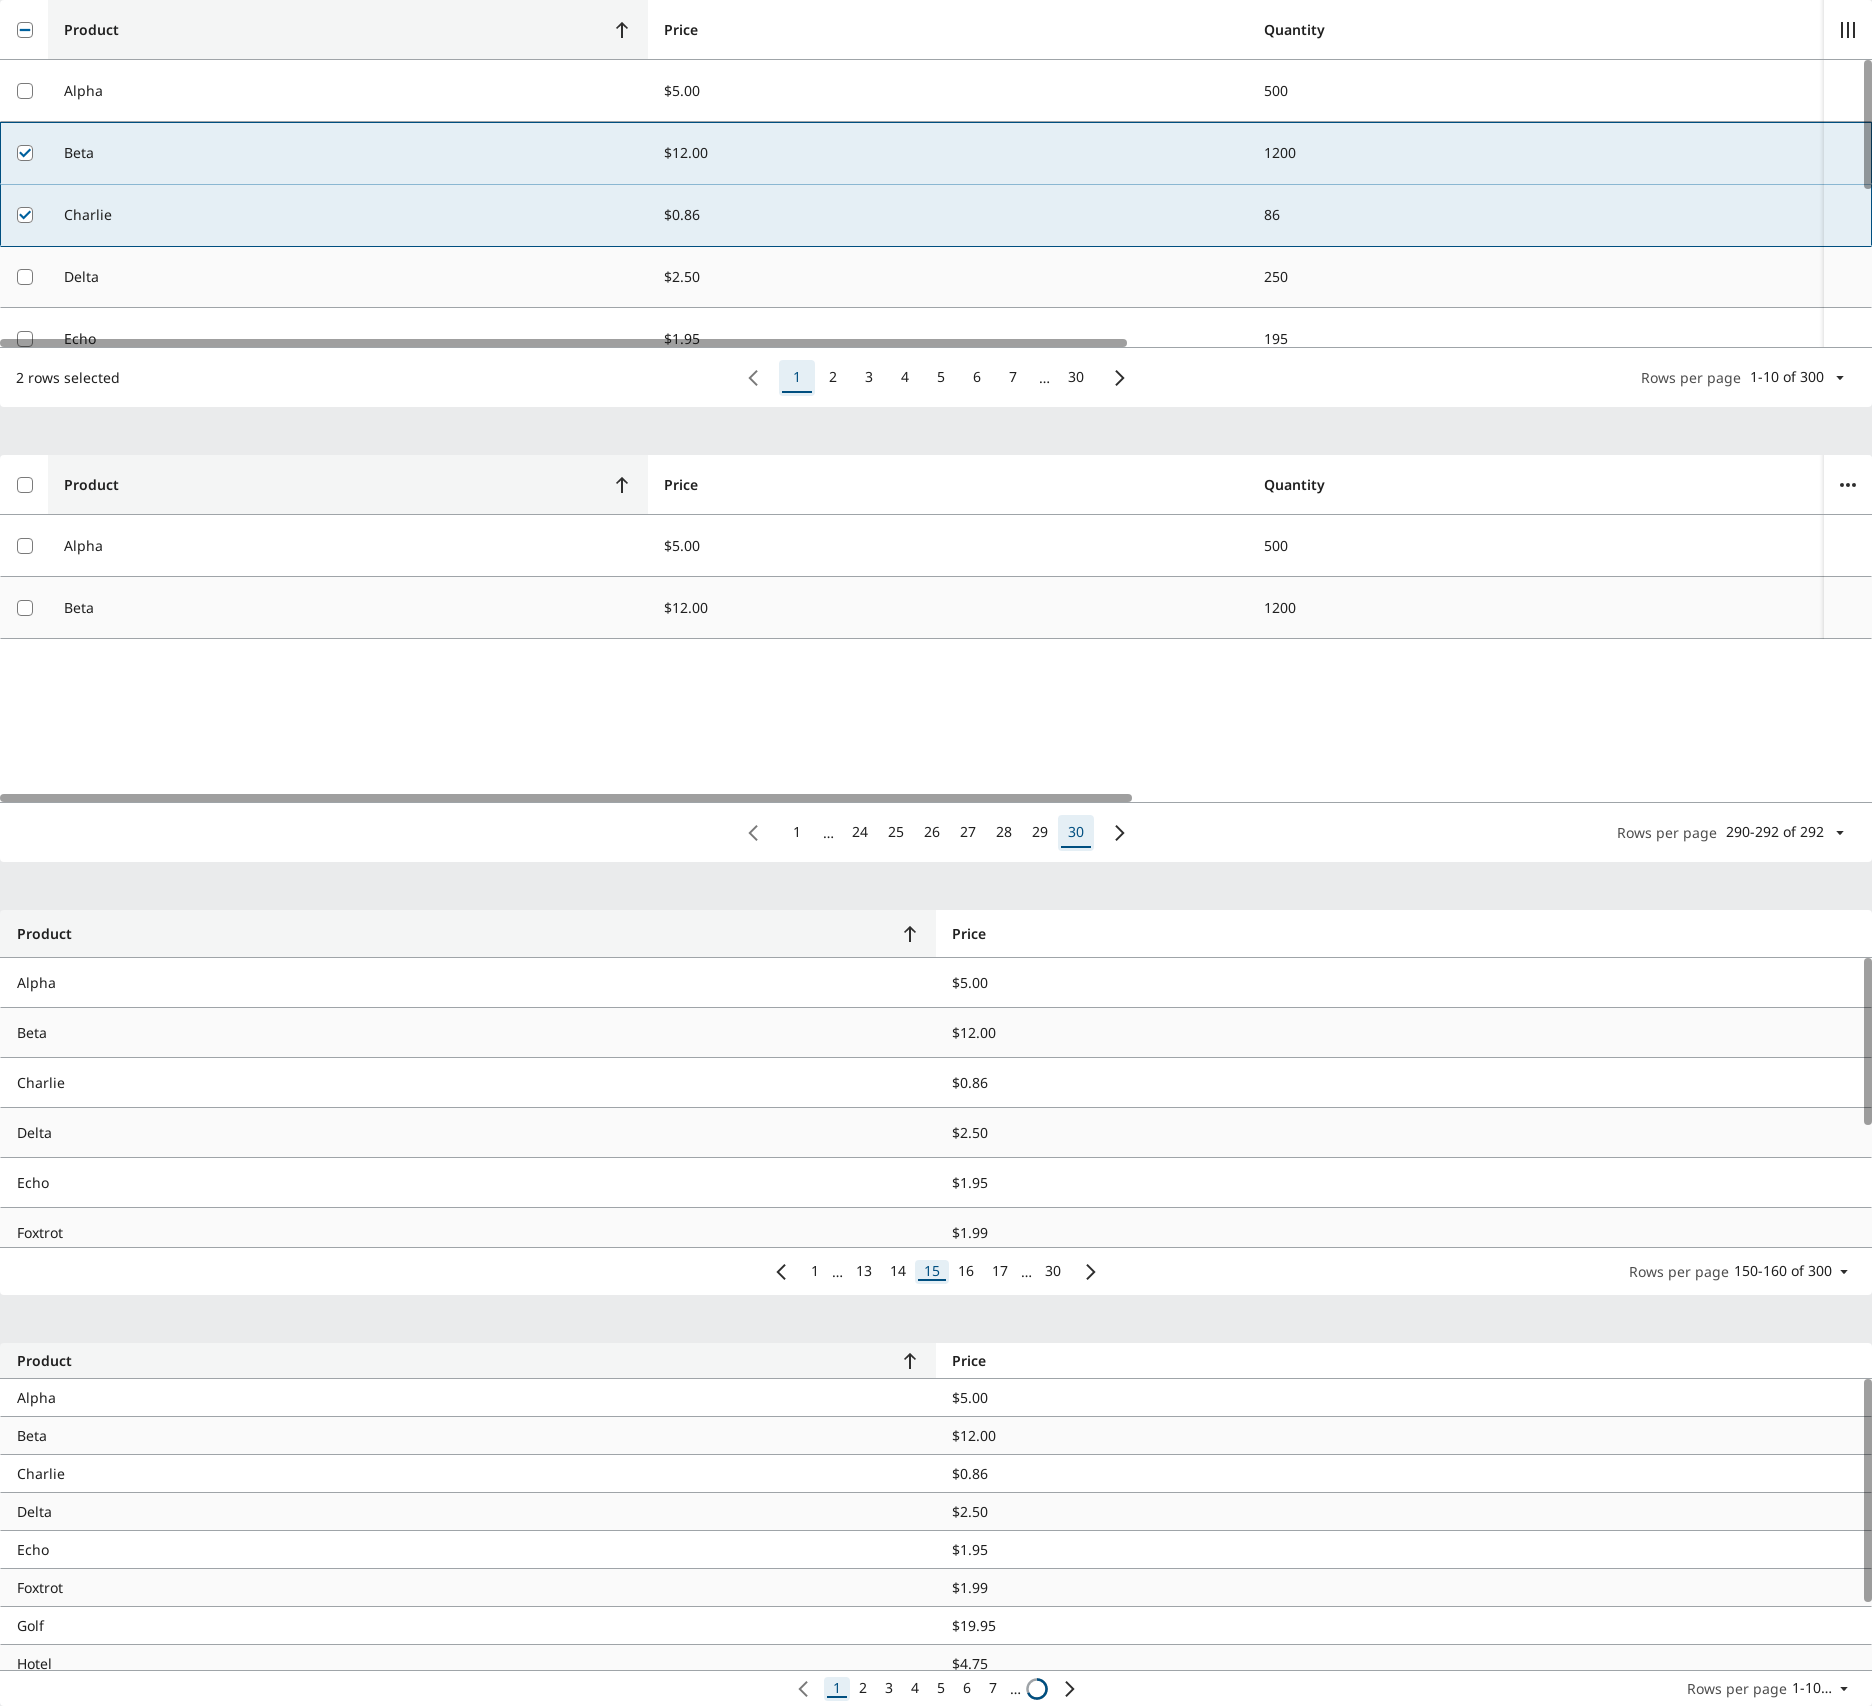 Product Price Quantity
Alpha $5.00 500
Beta $12.00 1200
Charlie $0.86 86
Delta $2.50 250
Echo $1.95 195
2 rows selected 1 2 3 4 5 6 7 ... 30 Rows per page 1-10 of 300
Product Price Quantity
Alpha $5.00 500
Beta $12.00 1200
1 ... 24 25 26 27 28 29 30 Rows per page 290-292 of 292
Product Price
Alpha $5.00
Beta $12.00
Charlie $0.86
Delta $2.50
Echo $1.95
Foxtrot $1.99
1 ... 13 14 15 16 17 ... 30 Rows per page 150-160 of 300
Product Price
Alpha $5.00
Beta $12.00
Charlie $0.86
Delta $2.50
Echo $1.95
Foxtrot $1.99
Golf $19.95
Hotel $4.75
1 2 3 4 5 6 7 ... Rows per page 1-10...